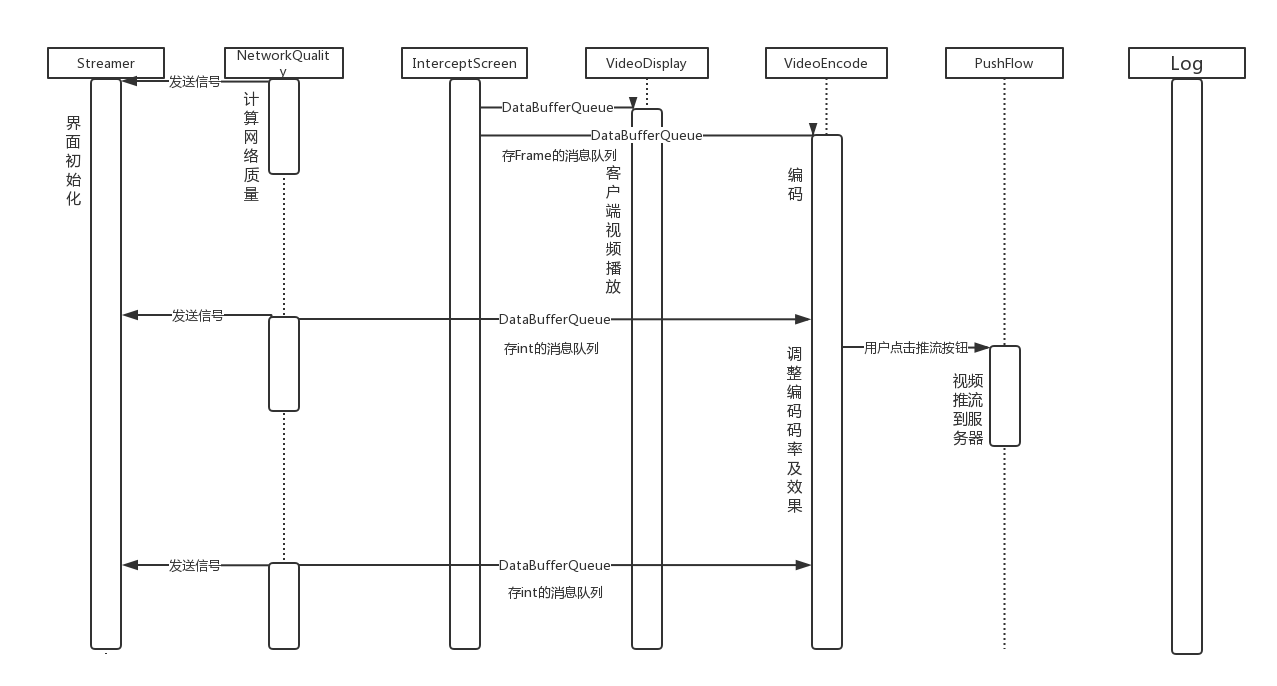 Streamer
NetworkQualit
y
InterceptScreen
VideoDisplay
VideoEncode
PushFlow
Log
发送信号
计算网络质量
界面初始化
DataBufferQueue
DataBufferQueue
存Frame的消息队列
客户端视频播放
编码
发送信号
DataBufferQueue
存int的消息队列
用户点击推流按钮
调整编码码率及效果
视频
推流
到服
务器
发送信号
DataBufferQueue
存int的消息队列